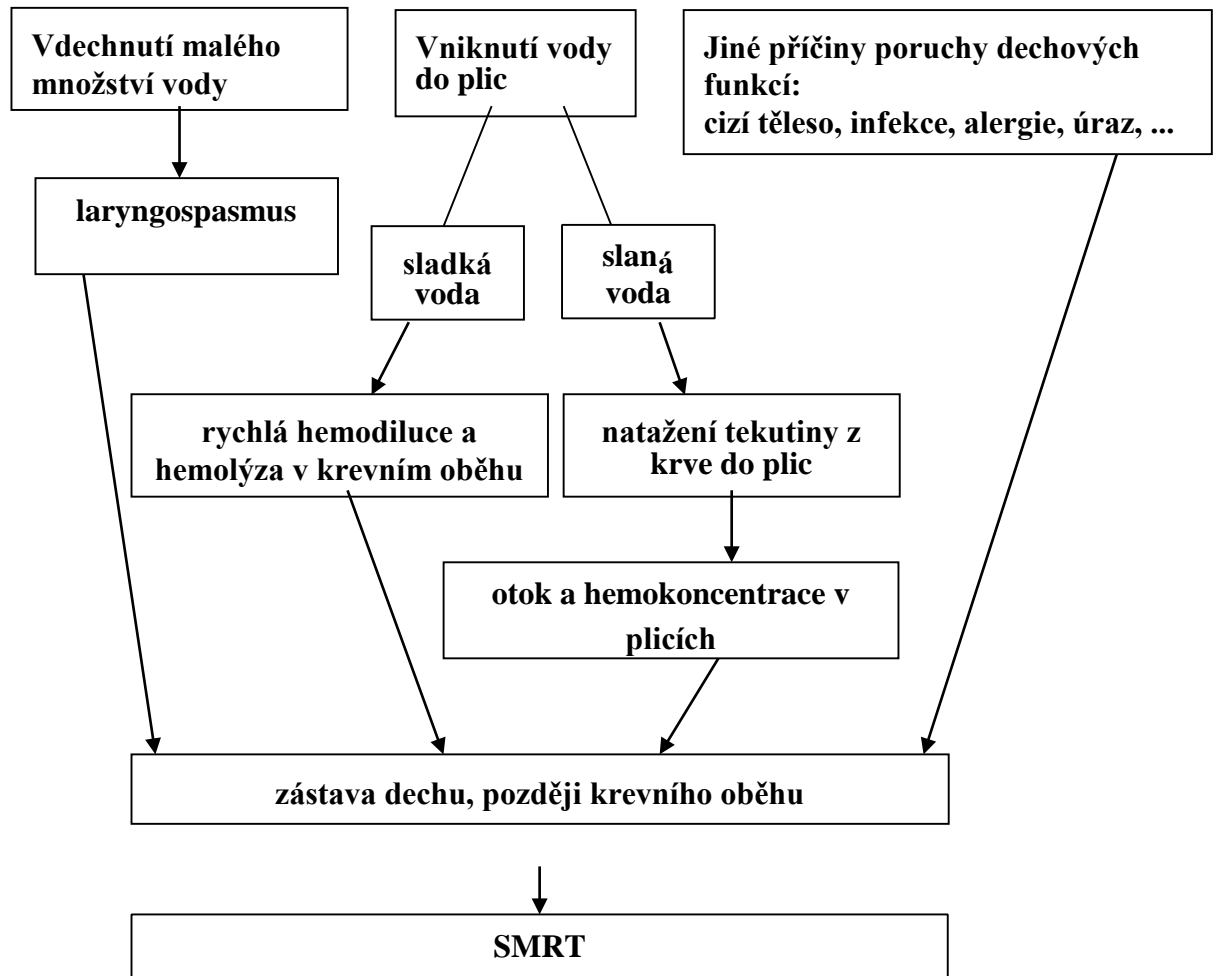 Vdechnutí malého
množství vody
Vniknutí vody
do plic
Jiné příčiny poruchy dechových
funkcí:
cizí těleso, infekce, alergie, úraz, ...
laryngospasmus
sladká
voda
slaná
voda
rychlá hemodiluce a
hemolýza v krevním oběhu
natažení tekutiny z
krve do plic
otok a hemokoncentrace v
plicích
zástava dechu, později krevního oběhu
SMRT